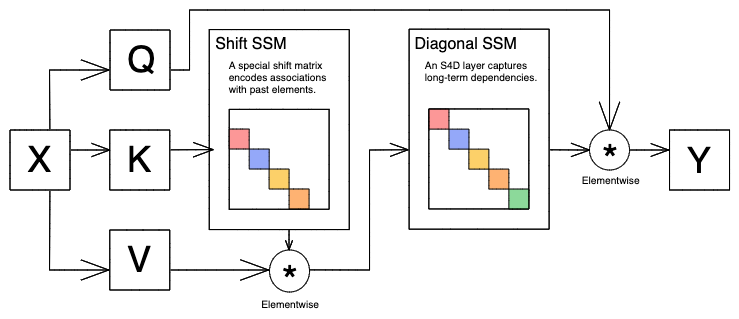 Q
Shift SSM
A special shift matrix
encodes associations
with past elements.
Diagonal SSM
An S4D layer captures
long-term dependencies.
X
K
*
Elementwise
Y
V
*
Elementwise